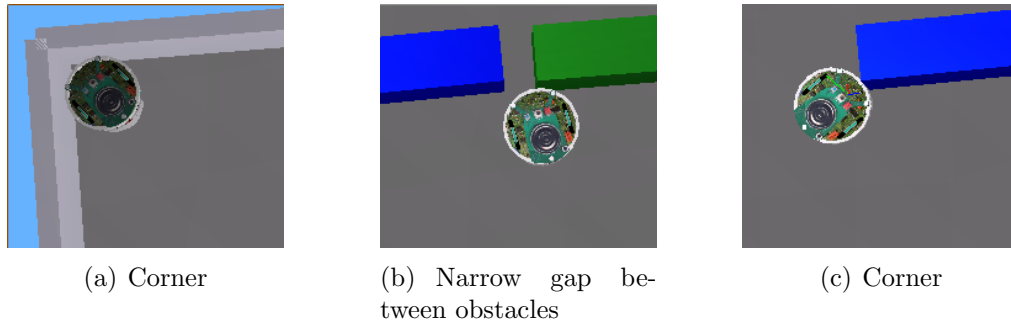 (a) Corner
(b) Narrow gap be-
tween obstacles
(c) Corner